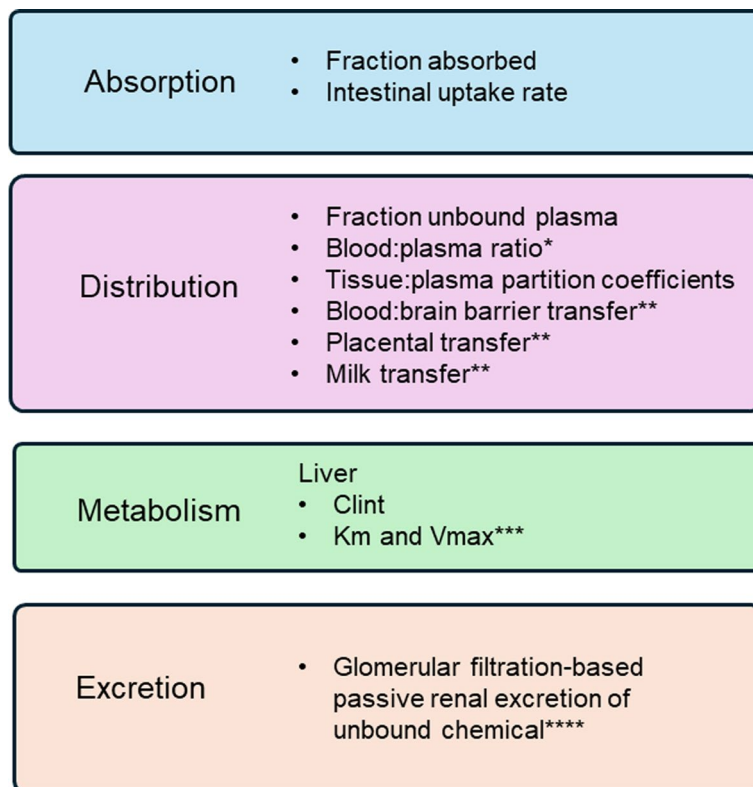 Absorption
• Fraction absorbed
• Intestinal uptake rate
Distribution
• Fraction unbound plasma
• Blood:plasma ratio*
• Tissue:plasma partition coefficients
• Blood:brain barrier transfer**
• Placental transfer**
• Milk transfer**
Metabolism
Liver
• Clint
• Km and Vmax***
Excretion
• Glomerular filtration-based
passive renal excretion of
unbound chemical****